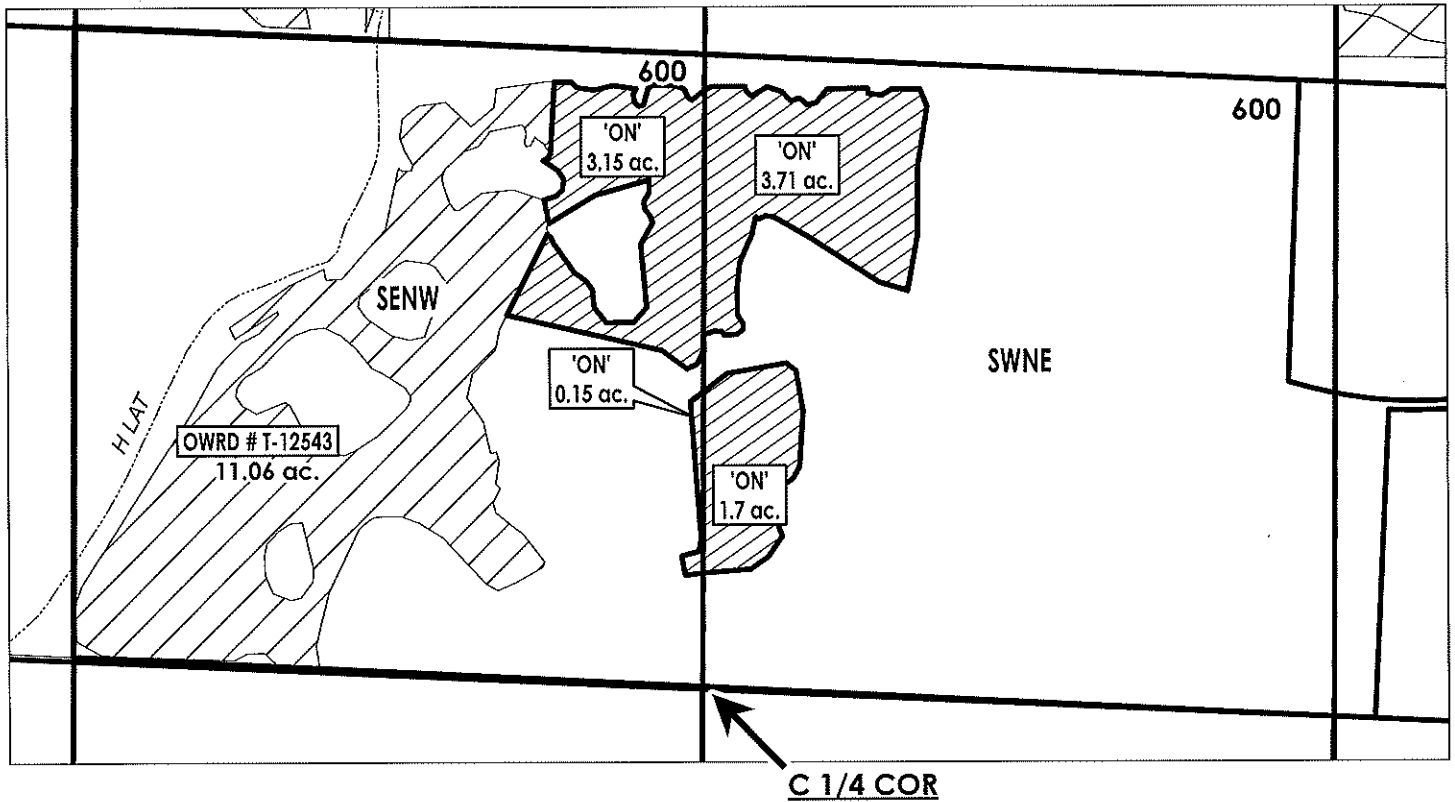 600
600
'ON'
3.15 ac.
'ON'
3.71 ac.
SENW
'ON'
0.15 ac.
SWNE
H LAT
OWRD # T-12543
11.06 ac.
'ON'
1.7 ac.
C 1/4 COR